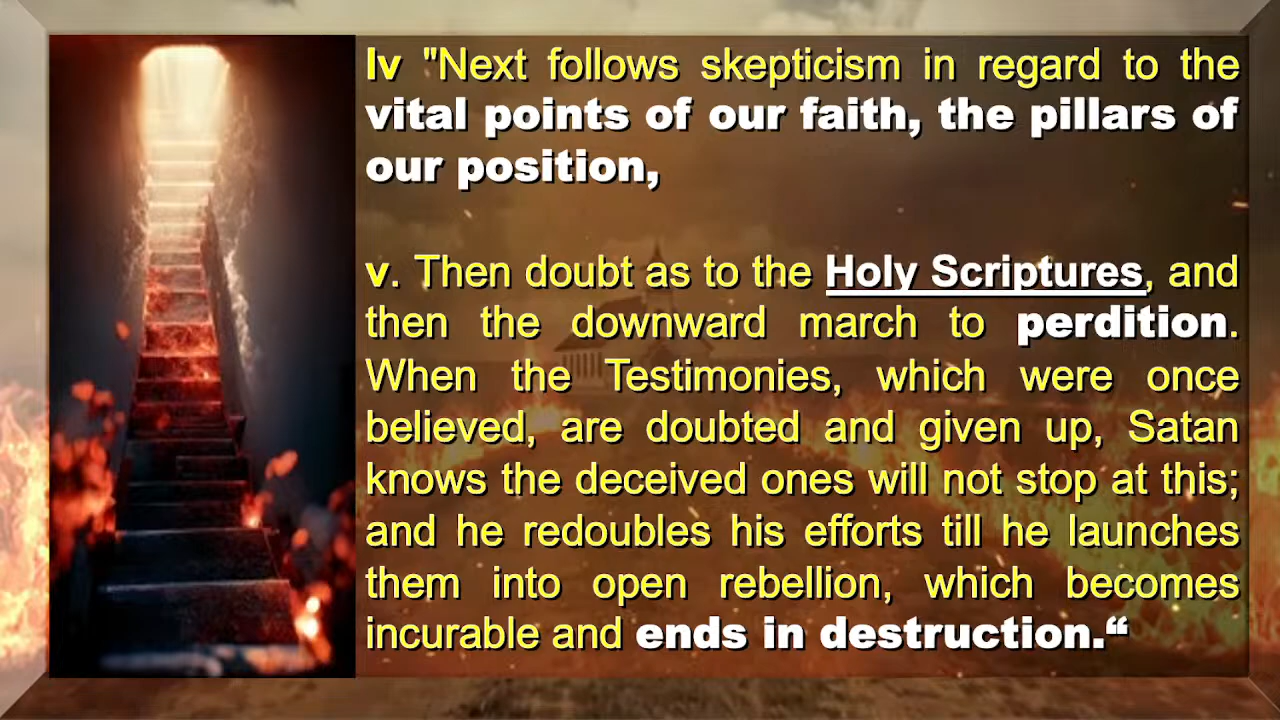 Iv "Next follows skepticism in regard to the
vital points of our faith, the pillars of
our position,
v. Then doubt as to the Holy Scriptures, and
then the downward march to perdition.
When the Testimonies, which were once
believed, are doubted and given up, Satan
knows the deceived ones will not stop at this;
and he redoubles his efforts till he launches
them into open rebellion, which becomes
incurable and ends in destruction.“